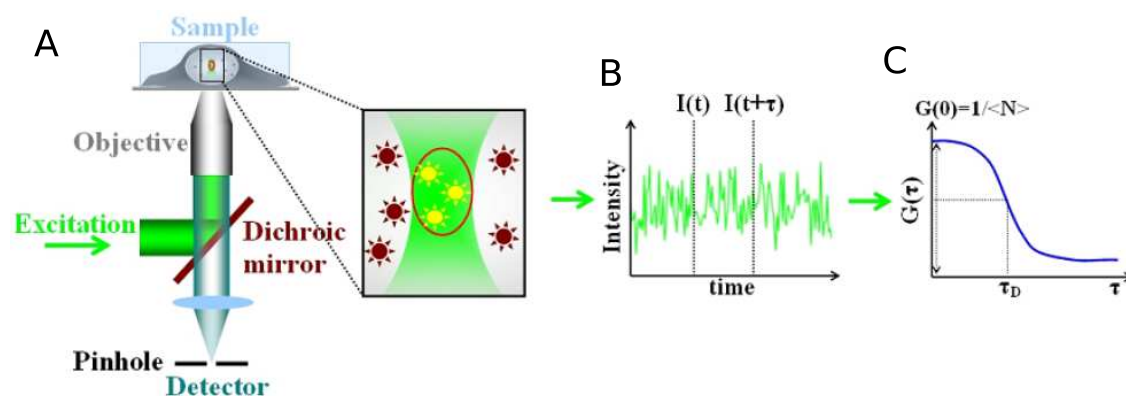 A
Sample
Objective
Excitation
Dichroic
mirror
Pinhole
Detector
B
I(t) I(t+τ)
Intensity
time
C
G(0)=1/<N>
G(τ)
τD
τ